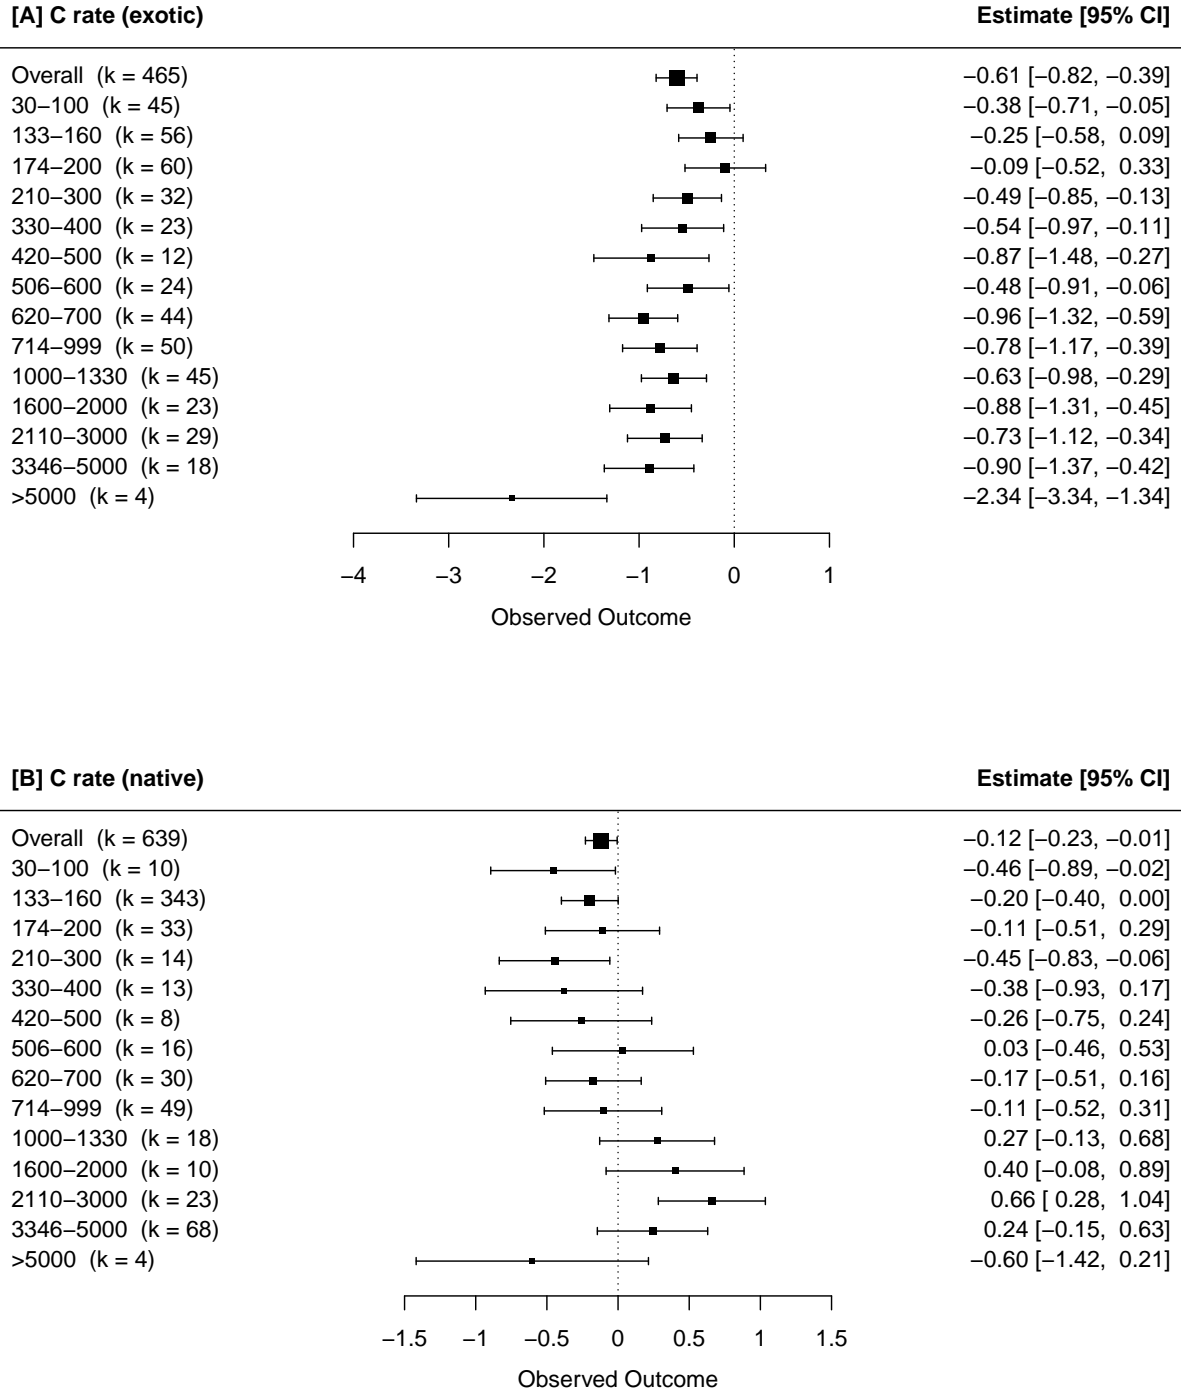 [A] C rate (exotic) Estimate [95% CI]
Overall (k = 465) −0.61 [−0.82, −0.39]
30−100 (k = 45) −0.38 [−0.71, −0.05]
133−160 (k = 56) −0.25 [−0.58, 0.09]
174−200 (k = 60) −0.09 [−0.52, 0.33]
210−300 (k = 32) −0.49 [−0.85, −0.13]
330−400 (k = 23) −0.54 [−0.97, −0.11]
420−500 (k = 12) −0.87 [−1.48, −0.27]
506−600 (k = 24) −0.48 [−0.91, −0.06]
620−700 (k = 44) −0.96 [−1.32, −0.59]
714−999 (k = 50) −0.78 [−1.17, −0.39]
1000−1330 (k = 45) −0.63 [−0.98, −0.29]
1600−2000 (k = 23) −0.88 [−1.31, −0.45]
2110−3000 (k = 29) −0.73 [−1.12, −0.34]
3346−5000 (k = 18) −0.90 [−1.37, −0.42]
>5000 (k = 4) −2.34 [−3.34, −1.34]
−4 −3 −2 −1 0 1
Observed Outcome
[B] C rate (native) Estimate [95% CI]
Overall (k = 639) −0.12 [−0.23, −0.01]
30−100 (k = 10) −0.46 [−0.89, −0.02]
133−160 (k = 343) −0.20 [−0.40, 0.00]
174−200 (k = 33) −0.11 [−0.51, 0.29]
210−300 (k = 14) −0.45 [−0.83, −0.06]
330−400 (k = 13) −0.38 [−0.93, 0.17]
420−500 (k = 8) −0.26 [−0.75, 0.24]
506−600 (k = 16) 0.03 [−0.46, 0.53]
620−700 (k = 30) −0.17 [−0.51, 0.16]
714−999 (k = 49) −0.11 [−0.52, 0.31]
1000−1330 (k = 18) 0.27 [−0.13, 0.68]
1600−2000 (k = 10) 0.40 [−0.08, 0.89]
2110−3000 (k = 23) 0.66 [ 0.28, 1.04]
3346−5000 (k = 68) 0.24 [−0.15, 0.63]
>5000 (k = 4) −0.60 [−1.42, 0.21]
−1.5 −1 −0.5 0 0.5 1 1.5
Observed Outcome